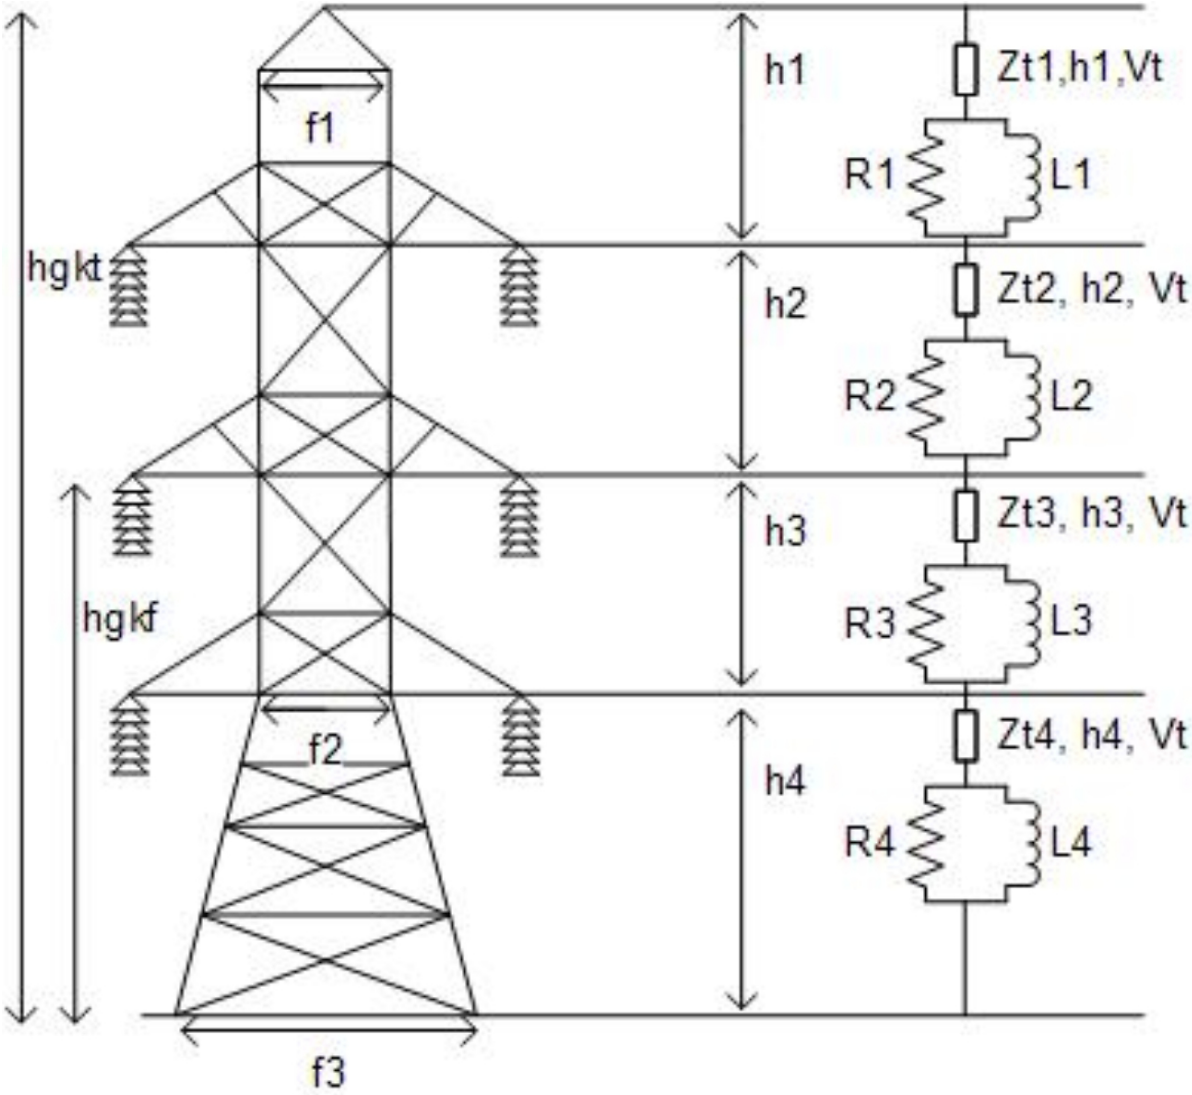 h1
Zt1,h1,Vt
f1
R1
L1
hgkt
h2
Zt2, h2, Vt
R2
L2
h3
Zt3, h3, Vt
hgkf
R3
L3
f2
Zt4, h4, Vt
h4
R4
L4
f3